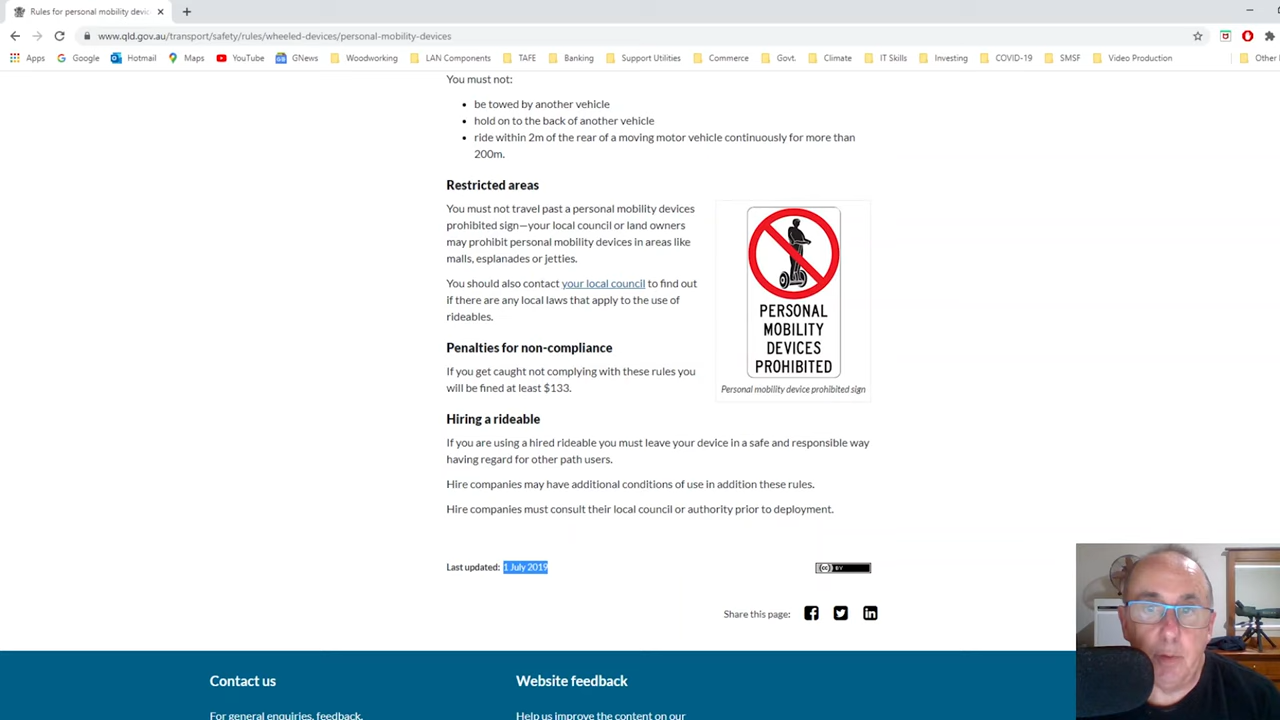 Rules for personal mobility devic
www.qld.gov.au/transport/safety/rules/wheeled-devices/personal-mobility-devices
Apps Google Hotmail Maps YouTube GNews Woodworking LAN Components TAFE Banking Support Utilities Commerce Govt. Climate IT Skills Investing COVID-19 SMSF Video Production Other
You must not:
be towed by another vehicle
hold on to the back of another vehicle
ride within 2m of the rear of a moving motor vehicle continuously for more than
200m.
Restricted areas
You must not travel past a personal mobility devices
prohibited sign—your local council or land owners
may prohibit personal mobility devices in areas like
malls, esplanades or jetties.
You should also contact your local council to find out
if there are any local laws that apply to the use of
rideables.
PERSONAL
MOBILITY
DEVICES
PROHIBITED
Personal mobility device prohibited sign
Penalties for non-compliance
If you get caught not complying with these rules you
will be fined at least $133.
Hiring a rideable
If you are using a hired rideable you must leave your device in a safe and responsible way
having regard for other path users.
Hire companies may have additional conditions of use in addition these rules.
Hire companies must consult their local council or authority prior to deployment.
Last updated: 1 July 2019
cc BY
Share this page:
Contact us
Website feedback
For general enquiries, feedback,
Help us improve the content on our